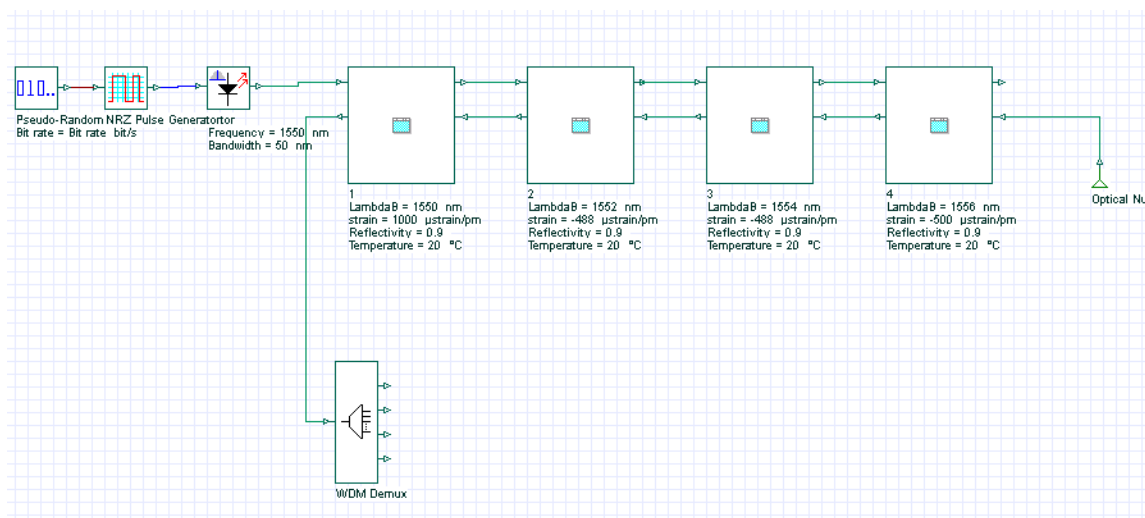 010..
Pseudo-Random NRZ Pulse Generatortor
Bit rate = Bit rate bit/s
Frequency = 1550 nm
Bandwidth = 50 nm
1
LambdaB = 1550 nm
strain = 1000 µstrain/pm
Reflectivity = 0.9
Temperature = 20 °C
2
LambdaB = 1552 nm
strain = -488 µstrain/pm
Reflectivity = 0.9
Temperature = 20 °C
3
LambdaB = 1554 nm
strain = -488 µstrain/pm
Reflectivity = 0.9
Temperature = 20 °C
4
LambdaB = 1556 nm
strain = -500 µstrain/pm
Reflectivity = 0.9
Temperature = 20 °C
Optical Nu
WDM Demux